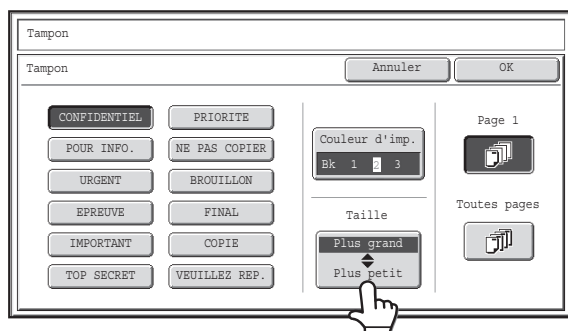 Tampon
Tampon
Annuler
OK
CONFIDENTIEL
PRIORITE
POUR INFO.
NE PAS COPIER
URGENT
BROUILLON
EPREUVE
FINAL
IMPORTANT
COPIE
TOP SECRET
VEUILLEZ REP.
Couleur d'imp.
Bk 1 2 3
Taille
Plus grand
Plus petit
Page 1
Toutes pages